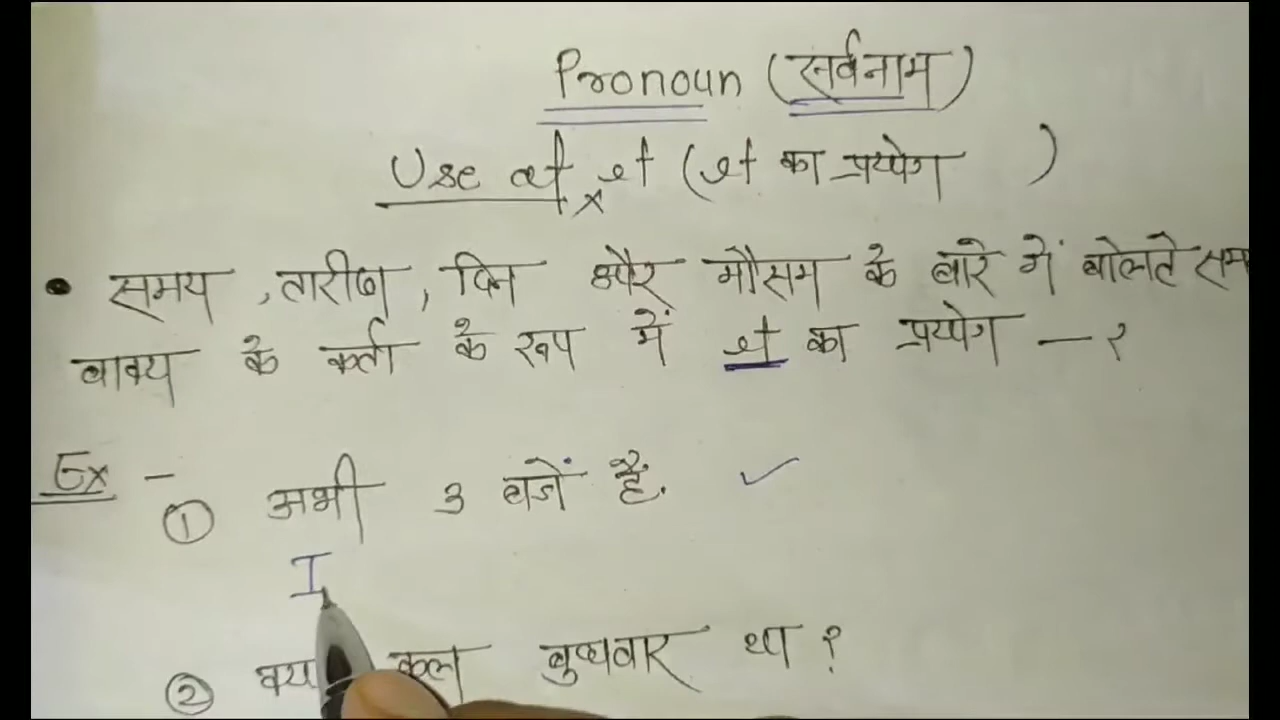 Pronoun (सर्वनाम)
Use of it (it का प्रयोग )
• समय , तारीख, दिन और मौसम के बारे में बोलते सम
वाक्य के कर्ता के रूप में it का प्रयोग — ?
Ex -
① अभी 3 बजें हैं.
I
② क्य कल बुधवार था ?